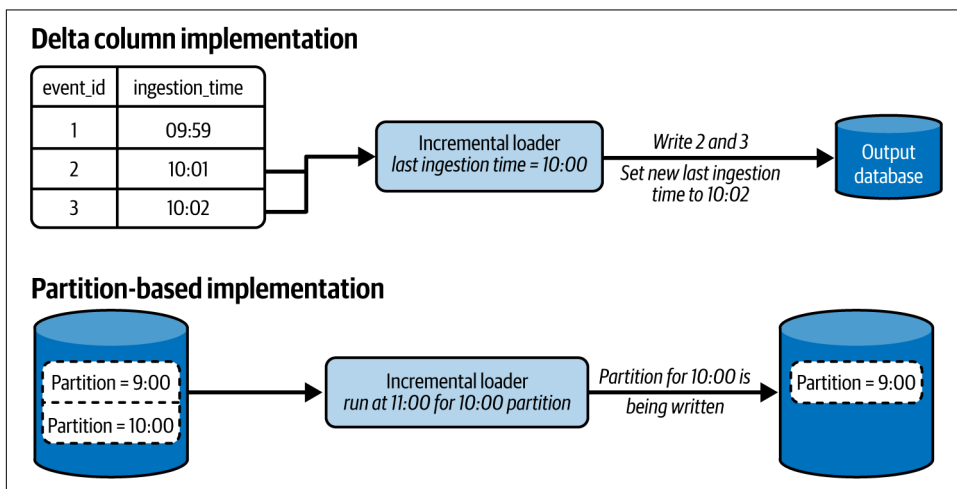 Delta column implementation
event_id ingestion_time
1 09:59
2 10:01
3 10:02
Incremental loader
last ingestion time = 10:00
Write 2 and 3
Set new last ingestion
time to 10:02
Output
database
Partition-based implementation
Partition = 9:00
Partition = 10:00
Incremental loader
run at 11:00 for 10:00 partition
Partition for 10:00 is
being written
Partition = 9:00